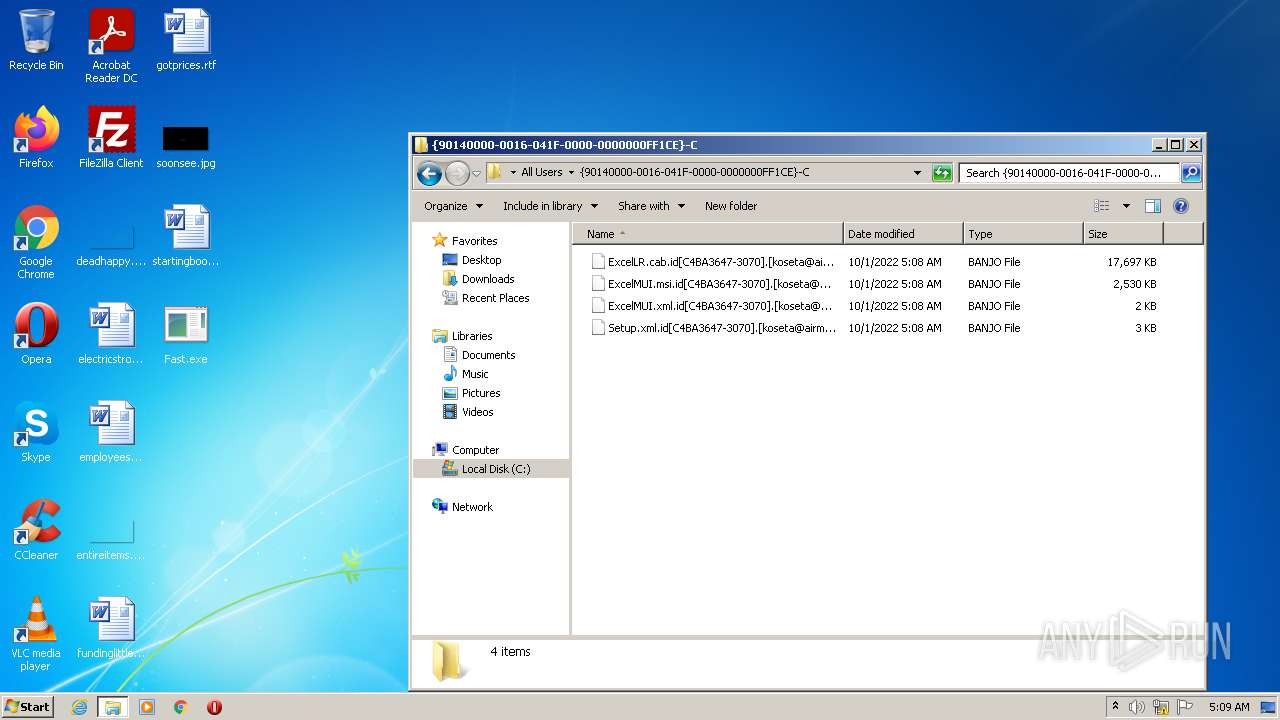 Recycle Bin
Acrobat
Reader DC
gotprices.rtf
Firefox
FileZilla Client
soonsee.jpg
Google
Chrome
deadhappy....
startingboo...
Opera
electricstro...
Fast.exe
Skype
employees...
CCleaner
entireitems....
VLC media
player
fundinglittle...
{90140000-0016-041F-0000-0000000FF1CE}-C
All Users
{90140000-0016-041F-0000-0000000FF1CE}-C
Search {90140000-0016-041F-0000-0...
Organize
Include in library
Share with
New folder
Favorites
Desktop
Downloads
Recent Places
Libraries
Documents
Music
Pictures
Videos
Computer
Local Disk (C:)
Network
Name
Date modified
Type
Size
ExcelLR.cab.id[C4BA3647-3070].[koseta@ai... 10/1/2022 5:08 AM BANJO File 17,697 KB
ExcelMUI.msi.id[C4BA3647-3070].[koseta@... 10/1/2022 5:08 AM BANJO File
ExcelMUI.xml.id[C4BA3647-3070].[koseta@... 10/1/2022 5:08 AM BANJO File 2 KB
setup.xml.id[C4BA3647-3070].[koseta@airm... 10/1/2022 5:08 AM BANJO File 3 KB
4 items
ANY RUN
Start
5:09 AM